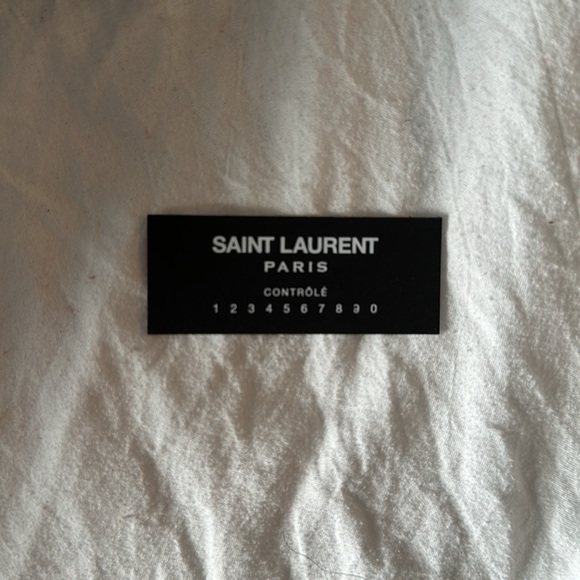 SAINT LAURENT
PARIS
CONTRÔLÉ
1 2 3 4 5 6 7 8 9 0